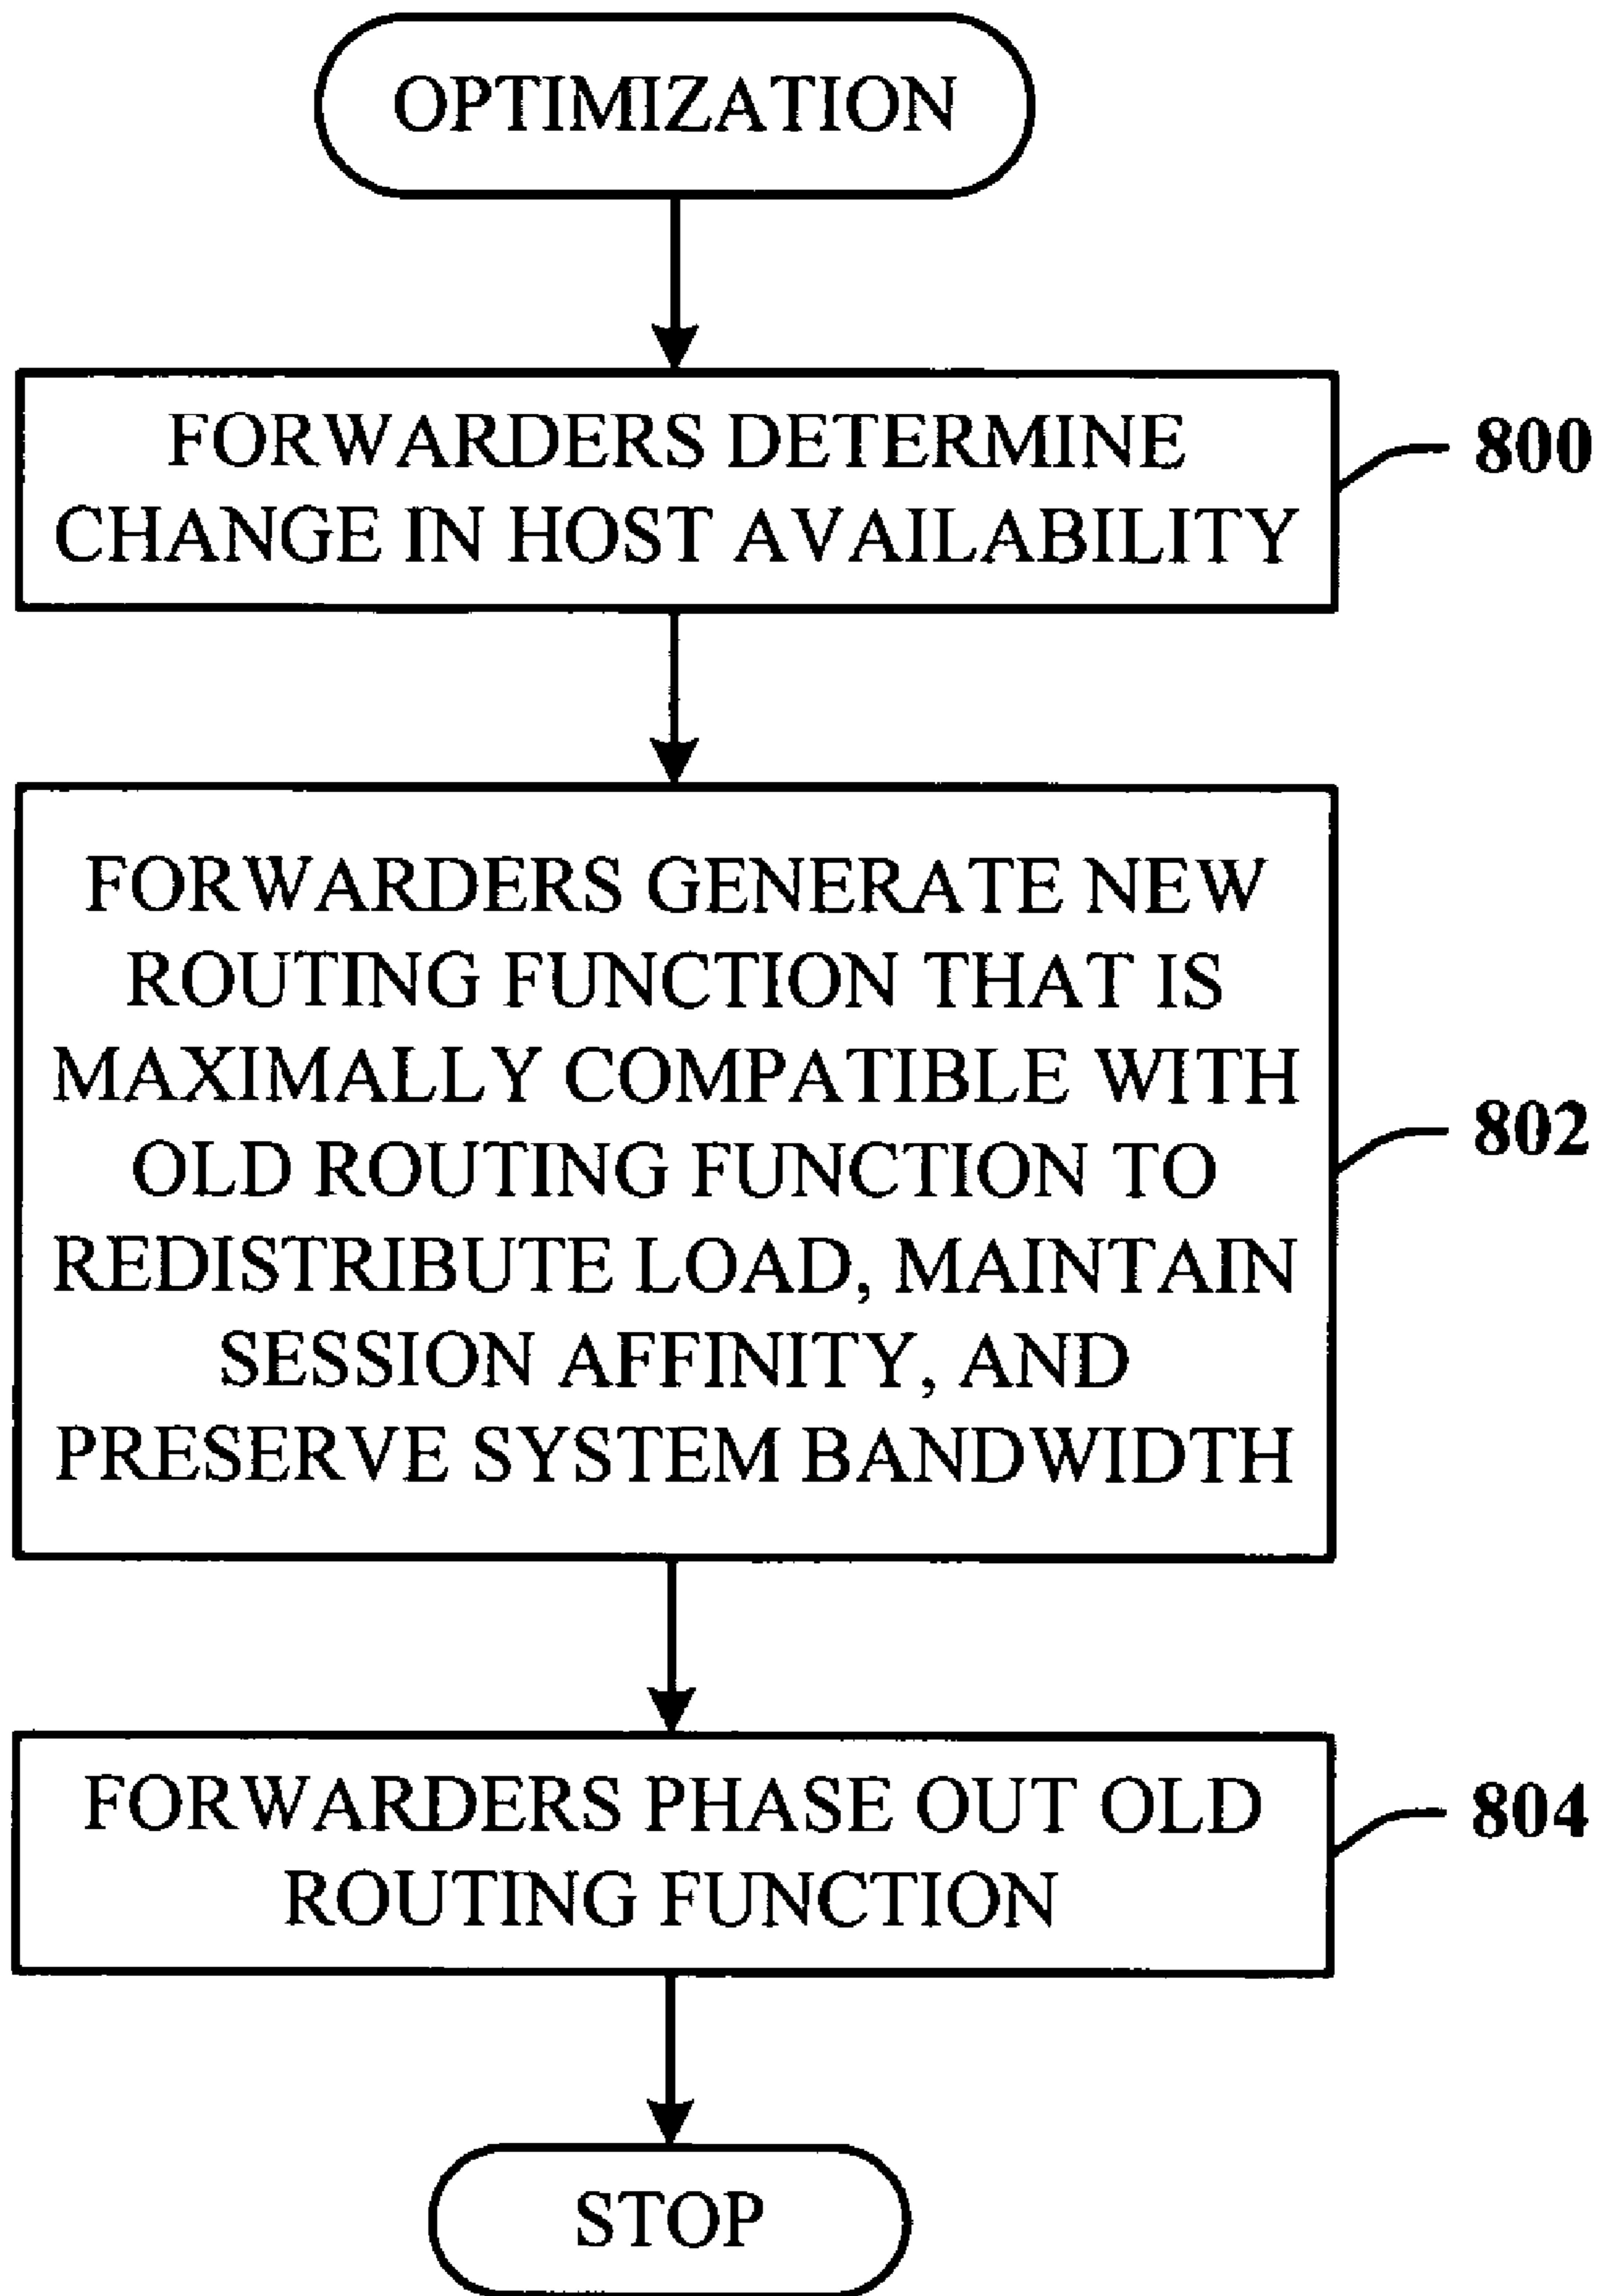 OPTIMIZATION
FORWARDERS DETERMINE
CHANGE IN HOST AVAILABILITY
800
FORWARDERS GENERATE NEW
ROUTING FUNCTION THAT IS
MAXIMALLY COMPATIBLE WITH
OLD ROUTING FUNCTION TO
REDISTRIBUTE LOAD, MAINTAIN
SESSION AFFINITY, AND
PRESERVE SYSTEM BANDWIDTH
802
FORWARDERS PHASE OUT OLD
ROUTING FUNCTION
804
STOP